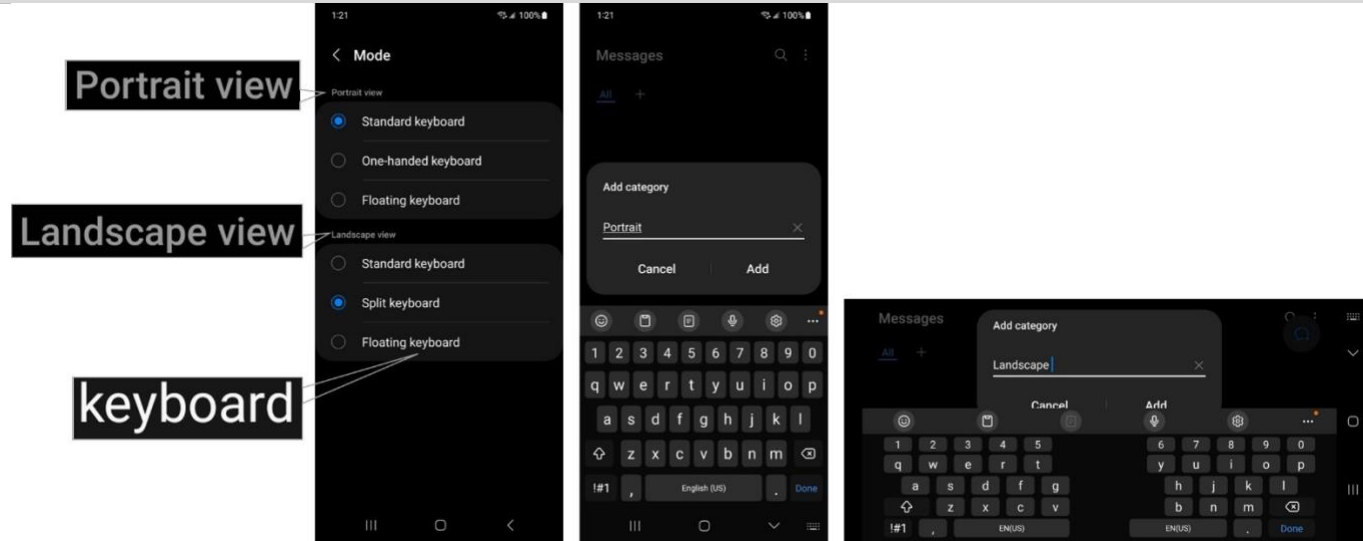 Portrait view
Landscape view
keyboard
1:21 100%
Mode
Portrait view
Standard keyboard
One-handed keyboard
Floating keyboard
Landscape view
Standard keyboard
Split keyboard
Floating keyboard
1:21 100%
Messages
All +
Add category
Portrait
Cancel Add
1 2 3 4 5 6 7 8 9 0
q w e r t y u i o p
a s d f g h j k l
z x c v b n m
!#1 , English (US) . Done
Messages
All +
Add category
Landscape
Cancel Add
1 2 3 4 5 6 7 8 9 0
q w e r t y u i o p
a s d f g h j k l
z x c v b n m
!#1 , EN(US) EN(US) . Done